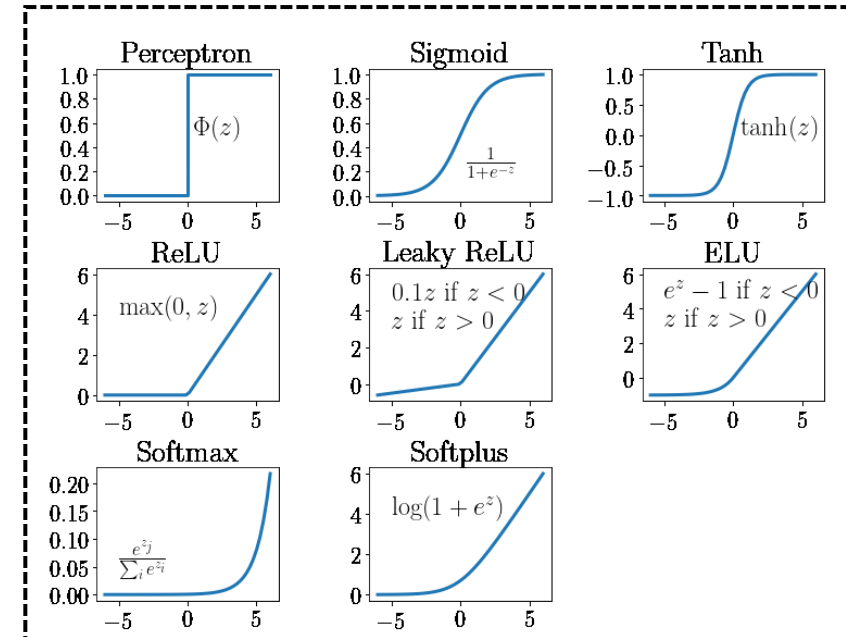 Perceptron
1.0
0.8
0.6
0.4
0.2
0.0
Φ(z)
−5 0 5
Sigmoid
1.0
0.8
0.6
0.4
0.2
0.0
1/(1+e^{−z})
−5 0 5
Tanh
1.0
0.5
0.0
−0.5
−1.0
tanh(z)
−5 0 5
ReLU
6
4
2
0
max(0, z)
−5 0 5
Leaky ReLU
6
4
2
0
0.1z if z < 0
z if z > 0
−5 0 5
ELU
6
4
2
0
e^z − 1 if z < 0
z if z > 0
−5 0 5
Softmax
0.20
0.15
0.10
0.05
0.00
e^{z_j}/∑_i e^{z_i}
−5 0 5
Softplus
6
4
2
0
log(1 + e^z)
−5 0 5